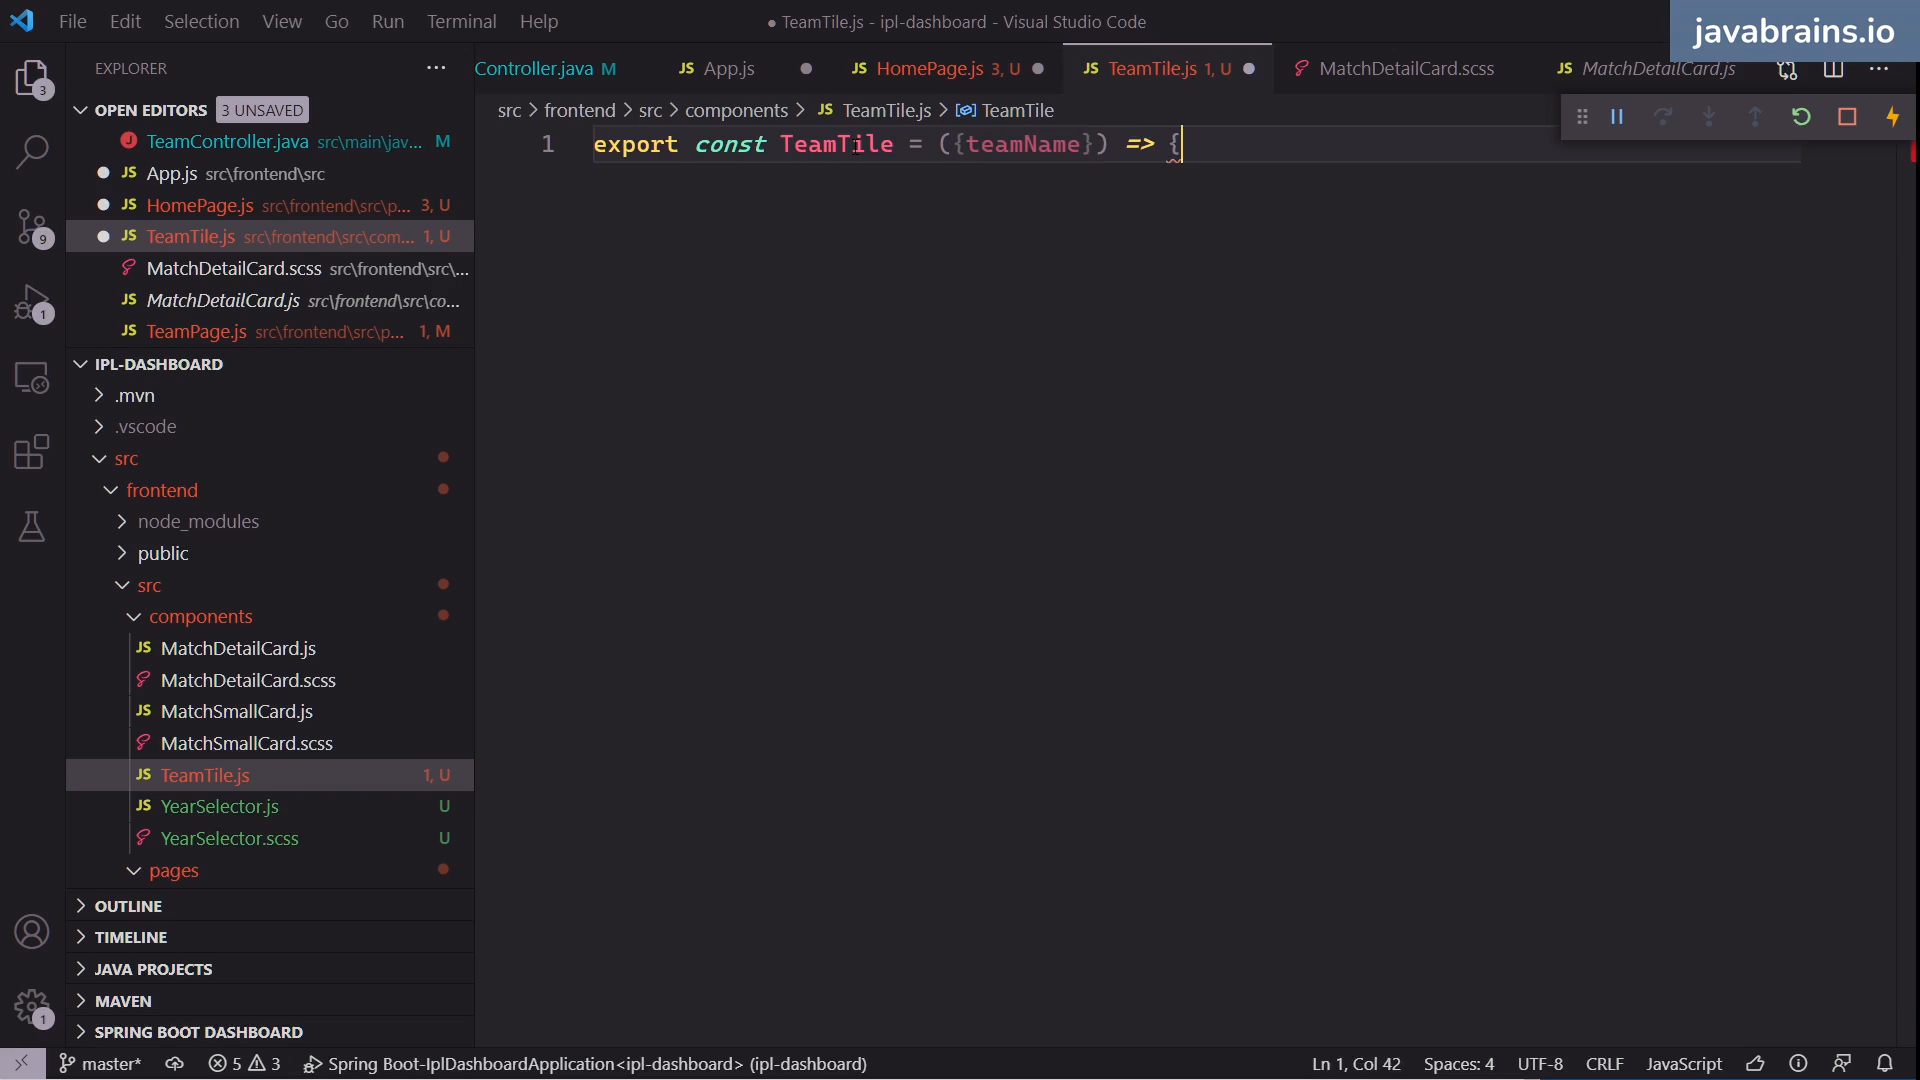 File Edit Selection View Go Run Terminal Help
● TeamTile.js - ipl-dashboard - Visual Studio Code
javabrains.io
EXPLORER
Controller.java M
JS App.js
JS HomePage.js 3, U
JS TeamTile.js 1, U
MatchDetailCard.scss
JS MatchDetailCard.js
OPEN EDITORS 3 UNSAVED
src > frontend > src > components > JS TeamTile.js > TeamTile
J TeamController.java src\main\jav... M
JS App.js src\frontend\src
JS HomePage.js src\frontend\src\p... 3, U
JS TeamTile.js src\frontend\src\com... 1, U
MatchDetailCard.scss src\frontend\src\...
JS MatchDetailCard.js src\frontend\src\co...
JS TeamPage.js src\frontend\src\p... 1, M
1 export const TeamTile = ({teamName}) => {
IPL-DASHBOARD
.mvn
.vscode
src
frontend
node_modules
public
src
components
JS MatchDetailCard.js
MatchDetailCard.scss
JS MatchSmallCard.js
MatchSmallCard.scss
JS TeamTile.js 1, U
JS YearSelector.js U
YearSelector.scss U
pages
OUTLINE
TIMELINE
JAVA PROJECTS
MAVEN
SPRING BOOT DASHBOARD
3
9
1
1
master* 5 3 Spring Boot-IplDashboardApplication<ipl-dashboard> (ipl-dashboard)
Ln 1, Col 42 Spaces: 4 UTF-8 CRLF JavaScript